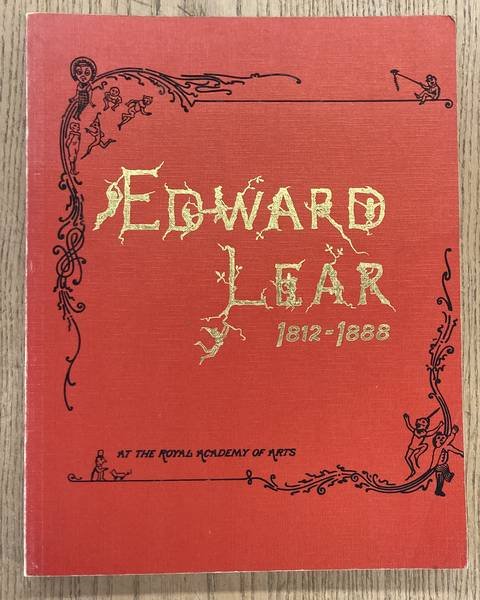 EDWARD
LEAR
1812-1888
AT THE ROYAL ACADEMY OF ARTS